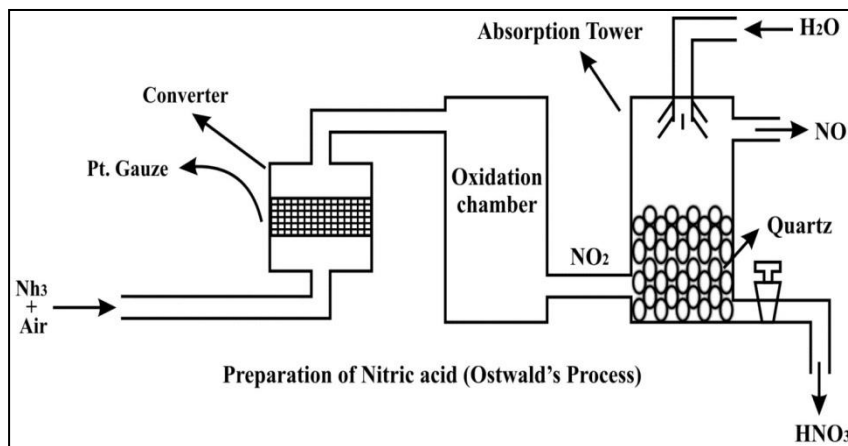 H2O
Absorption Tower
Converter
NO
Pt. Gauze
Oxidation
chamber
Quartz
NO2
Nh3
+
Air
Preparation of Nitric acid (Ostwald's Process)
HNO3